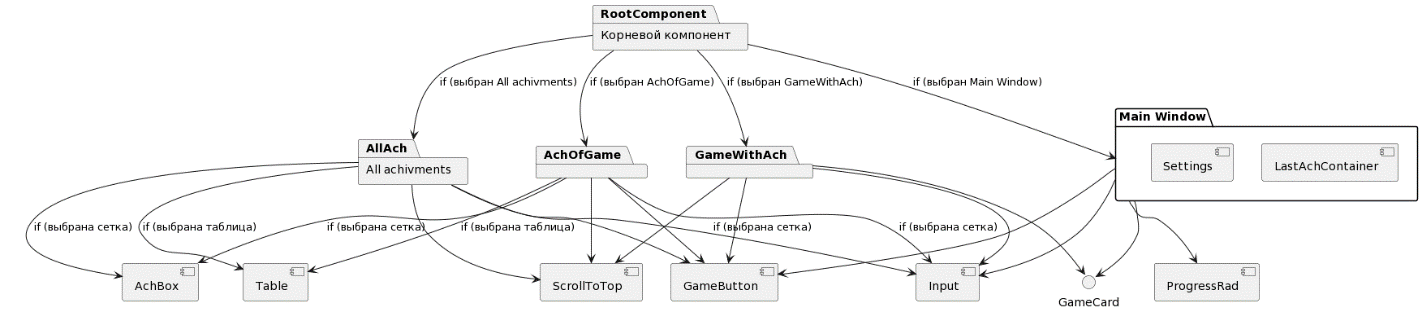 RootComponent
Корневой компонент
if (выбран All achivments)
if (выбран AchOfGame)
if (выбран GameWithAch)
if (выбран Main Window)
Main Window
Settings
LastAchContainer
AllAch
All achivments
AchOfGame
GameWithAch
if (выбрана сетка)
if (выбрана таблица)
if (выбрана сетка)
if (выбрана таблица)
if (выбрана сетка)
if (выбрана сетка)
AchBox
Table
ScrollToTop
GameButton
Input
GameCard
ProgressRad